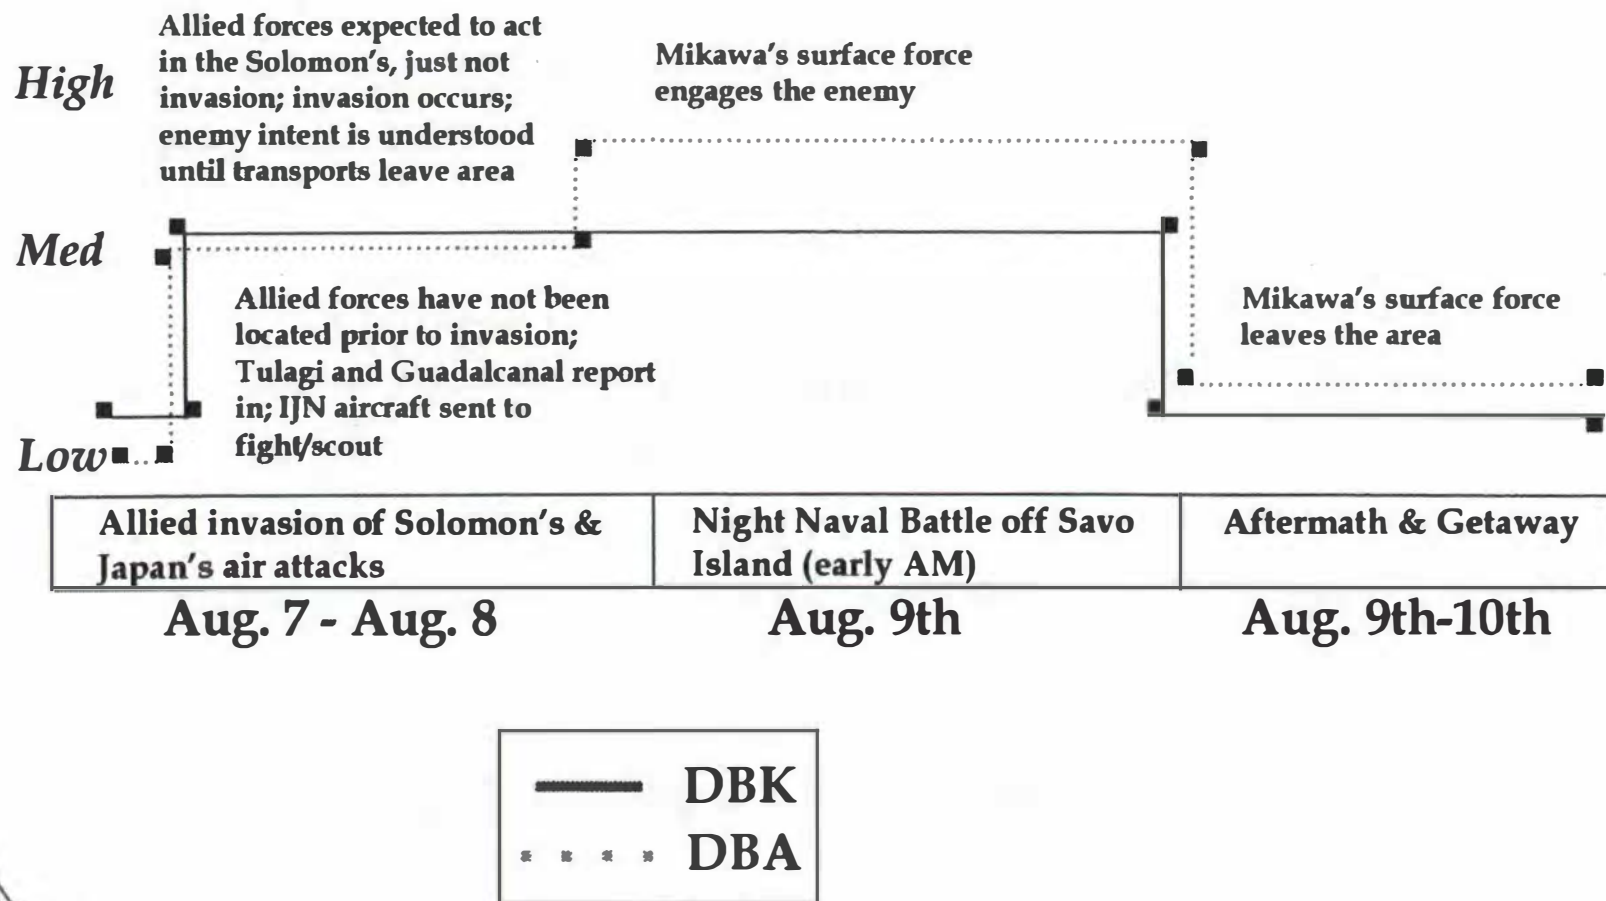 High
Allied forces expected to act
in the Solomon's, just not
invasion; invasion occurs;
enemy intent is understood
until transports leave area
Mikawa's surface force
engages the enemy
Med
Allied forces have not been
located prior to invasion;
Tulagi and Guadalcanal report
in; IJN aircraft sent to
fight/scout
Mikawa's surface force
leaves the area
Low
Allied invasion of Solomon's &
Japan's air attacks
Night Naval Battle off Savo
Island (early AM)
Aftermath & Getaway
Aug. 7 - Aug. 8
Aug. 9th
Aug. 9th-10th
DBK
DBA